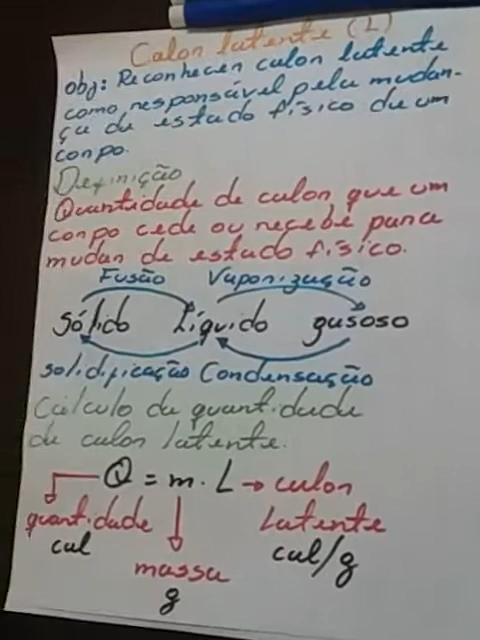 Calor latente (L)
obj: Reconhecer calor latente
como responsável pela mudan-
ça de estado físico de um
corpo.
Definição
Quantidade de calor que um
corpo cede ou recebe para
mudar de estado físico.
Fusão Vaporização
Sólido Líquido gasoso
solidificação Condensação
Cálculo da quantidade
de calor latente.
Q = m . L → calor
quantidade latente
cal cal/g
massa
g